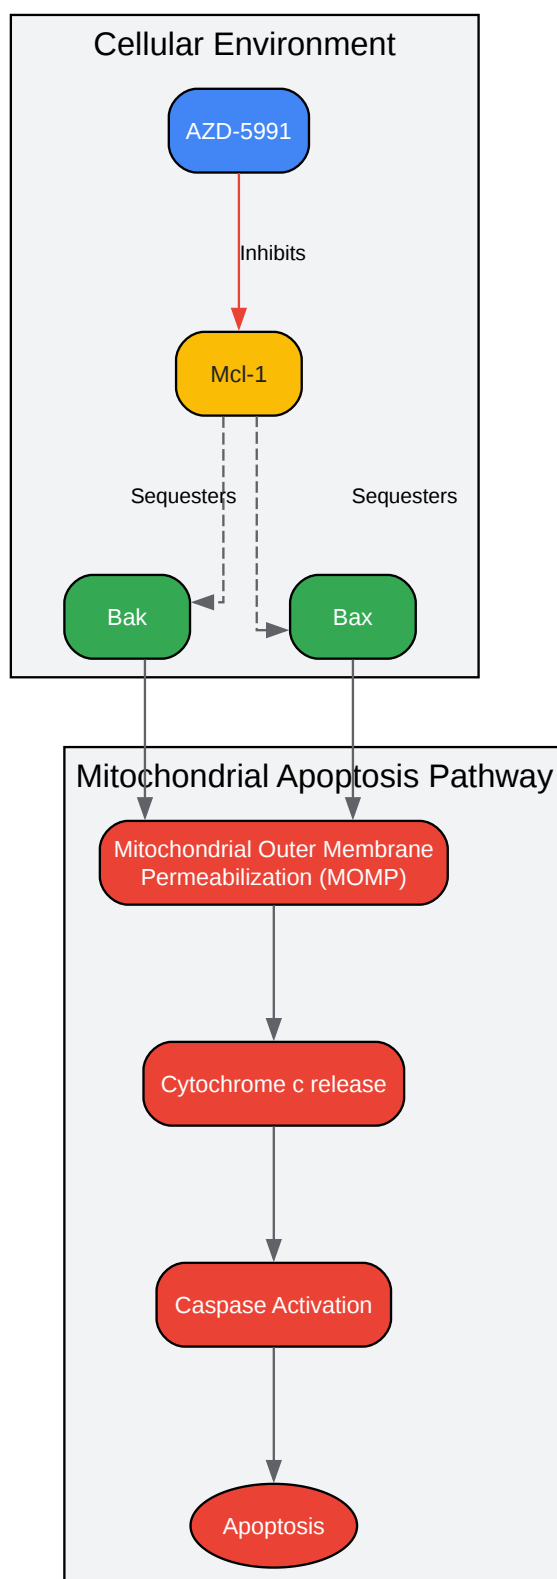 Cellular Environment
AZD-5991
Inhibits
Mcl-1
Sequesters
Sequesters
Bak
Bax
Mitochondrial Apoptosis Pathway
Mitochondrial Outer Membrane
Permeabilization (MOMP)
Cytochrome c release
Caspase Activation
Apoptosis